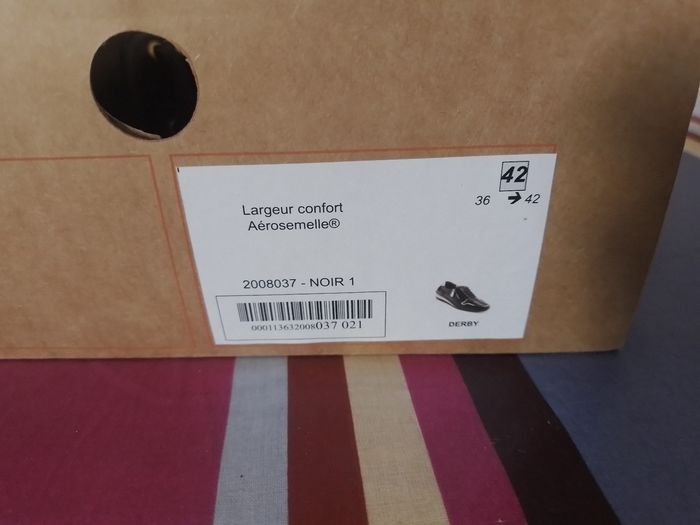 42
36 → 42
Largeur confort
Aérosemelle®
2008037 - NOIR 1
000113632008037 021
DERBY